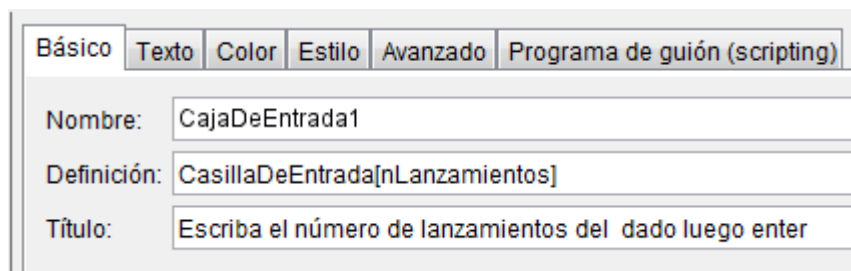 Básico Texto Color Estilo Avanzado Programa de guión (scripting)
Nombre: CajaDeEntrada1
Definición: CasillaDeEntrada[nLanzamientos]
Título: Escriba el número de lanzamientos del  dado luego enter